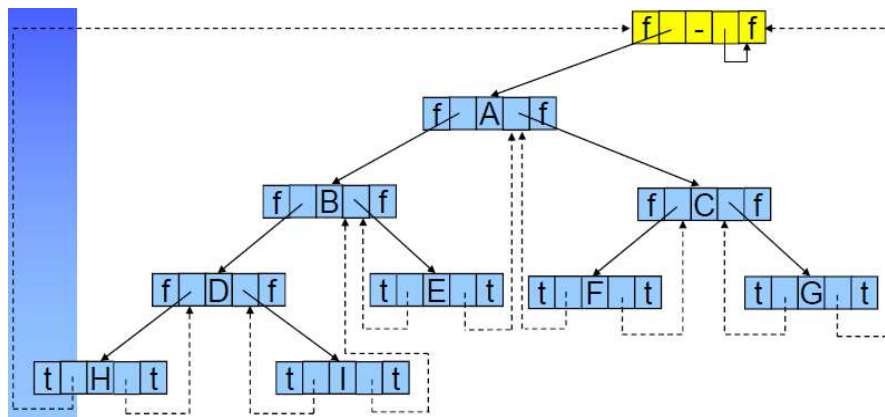 f - f
f A f
f B f
f C f
f D f
t E t
t F t
t G t
t H t
t I t